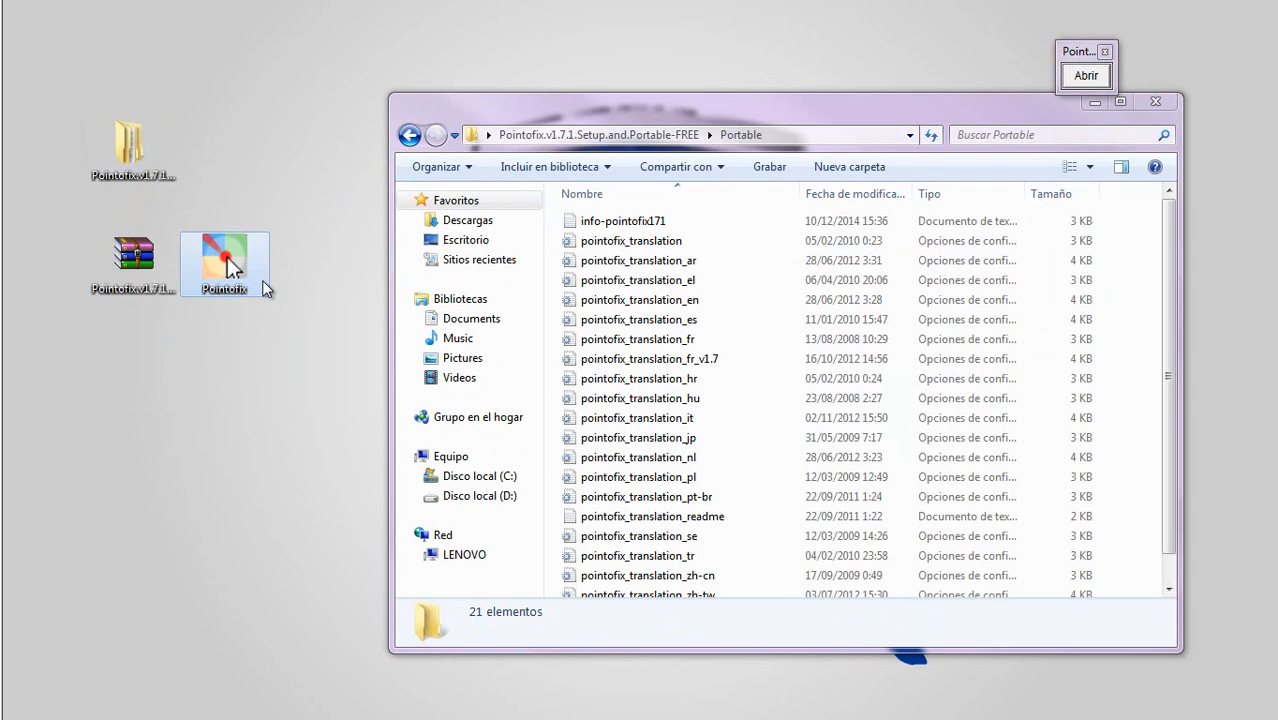 Point...
Abrir
Pointofix.v1.7.1.Setup.and.Portable-FREE Portable
Buscar Portable
Organizar
Incluir en biblioteca
Compartir con
Grabar
Nueva carpeta
Pointofix.v1.7.1...
Pointofix.v1.7.1...
Pointofix
Favoritos
Descargas
Escritorio
Sitios recientes
Bibliotecas
Documents
Music
Pictures
Videos
Grupo en el hogar
Equipo
Disco local (C:)
Disco local (D:)
Red
LENOVO
Nombre Fecha de modifica... Tipo Tamaño
info-pointofix171 10/12/2014 15:36 Documento de tex... 3 KB
pointofix_translation 05/02/2010 0:23 Opciones de confi... 3 KB
pointofix_translation_ar 28/06/2012 3:31 Opciones de confi... 4 KB
pointofix_translation_el 06/04/2010 20:06 Opciones de confi... 3 KB
pointofix_translation_en 28/06/2012 3:28 Opciones de confi... 4 KB
pointofix_translation_es 11/01/2010 15:47 Opciones de confi... 4 KB
pointofix_translation_fr 13/08/2008 10:29 Opciones de confi... 3 KB
pointofix_translation_fr_v1.7 16/10/2012 14:56 Opciones de confi... 4 KB
pointofix_translation_hr 05/02/2010 0:24 Opciones de confi... 3 KB
pointofix_translation_hu 23/08/2008 2:27 Opciones de confi... 3 KB
pointofix_translation_it 02/11/2012 15:50 Opciones de confi... 4 KB
pointofix_translation_jp 31/05/2009 7:17 Opciones de confi... 3 KB
pointofix_translation_nl 28/06/2012 3:23 Opciones de confi... 4 KB
pointofix_translation_pl 12/03/2009 12:49 Opciones de confi... 3 KB
pointofix_translation_pt-br 22/09/2011 1:24 Opciones de confi... 4 KB
pointofix_translation_readme 22/09/2011 1:22 Documento de tex... 2 KB
pointofix_translation_se 12/03/2009 14:26 Opciones de confi... 3 KB
pointofix_translation_tr 04/02/2010 23:58 Opciones de confi... 3 KB
pointofix_translation_zh-cn 17/09/2009 0:49 Opciones de confi... 3 KB
pointofix_translation_zh-tw 03/07/2012 15:30 Opciones de confi... 4 KB
21 elementos